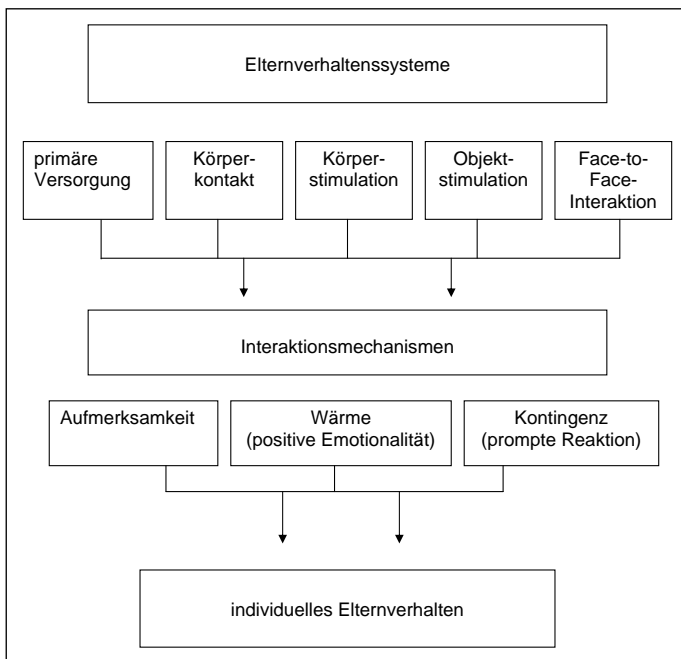 Elternverhaltenssysteme
primäre
Versorgung
Körper-
kontakt
Körper-
stimulation
Objekt-
stimulation
Face-to-
Face-
Interaktion
Interaktionsmechanismen
Aufmerksamkeit
Wärme
(positive Emotionalität)
Kontingenz
(prompte Reaktion)
individuelles Elternverhalten